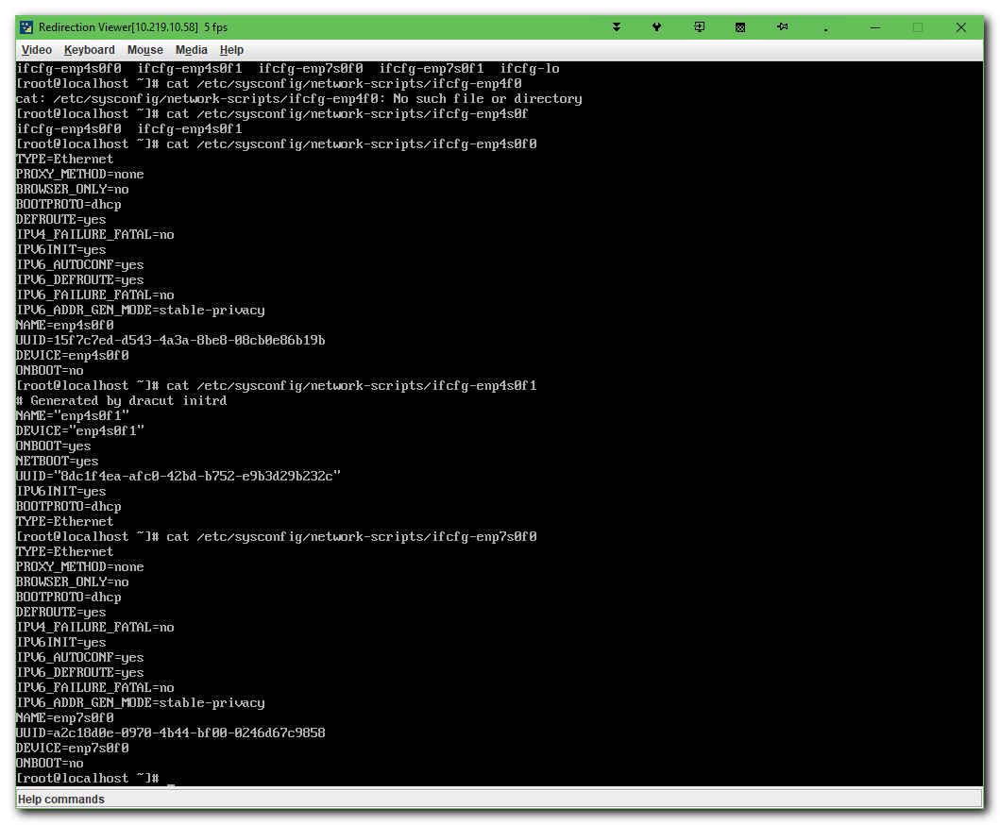 Redirection Viewer[10.219.10.58] 5 fps
Video Keyboard Mouse Media Help
ifcfg-enp4s0f0 ifcfg-enp4s0f1 ifcfg-enp7s0f0 ifcfg-enp7s0f1 ifcfg-lo
[root@localhost ~]# cat /etc/sysconfig/network-scripts/ifcfg-enp4f0
cat: /etc/sysconfig/network-scripts/ifcfg-enp4f0: No such file or directory
[root@localhost ~]# cat /etc/sysconfig/network-scripts/ifcfg-enp4s0f
ifcfg-enp4s0f0 ifcfg-enp4s0f1
[root@localhost ~]# cat /etc/sysconfig/network-scripts/ifcfg-enp4s0f0
TYPE=Ethernet
PROXY_METHOD=none
BROWSER_ONLY=no
BOOTPROTO=dhcp
DEFROUTE=yes
IPV4_FAILURE_FATAL=no
IPV6INIT=yes
IPV6_AUTOCONF=yes
IPV6_DEFROUTE=yes
IPV6_FAILURE_FATAL=no
IPV6_ADDR_GEN_MODE=stable-privacy
NAME=enp4s0f0
UUID=15f7c7ed-d543-4a3a-8be8-08cb0e86b19b
DEVICE=enp4s0f0
ONBOOT=no
[root@localhost ~]# cat /etc/sysconfig/network-scripts/ifcfg-enp4s0f1
# Generated by dracut initrd
NAME="enp4s0f1"
DEVICE="enp4s0f1"
ONBOOT=yes
NETBOOT=yes
UUID="8dc1f4ea-afc0-42bd-b752-e9b3d29b232c"
IPV6INIT=yes
BOOTPROTO=dhcp
TYPE=Ethernet
[root@localhost ~]# cat /etc/sysconfig/network-scripts/ifcfg-enp7s0f0
TYPE=Ethernet
PROXY_METHOD=none
BROWSER_ONLY=no
BOOTPROTO=dhcp
DEFROUTE=yes
IPV4_FAILURE_FATAL=no
IPV6INIT=yes
IPV6_AUTOCONF=yes
IPV6_DEFROUTE=yes
IPV6_FAILURE_FATAL=no
IPV6_ADDR_GEN_MODE=stable-privacy
NAME=enp7s0f0
UUID=a2c18d0e-0970-4b44-bf00-0246d67c9858
DEVICE=enp7s0f0
ONBOOT=no
[root@localhost ~]# _
Help commands